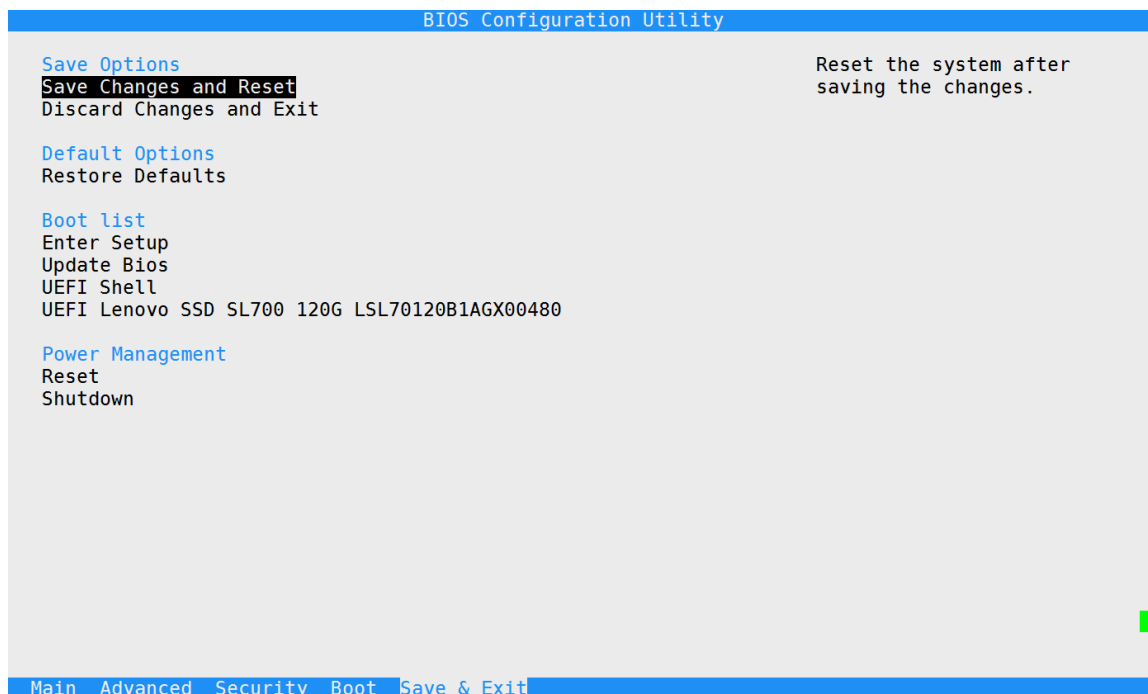 BIOS Configuration Utility
Save Options
Save Changes and Reset
Discard Changes and Exit
Default Options
Restore Defaults
Boot list
Enter Setup
Update Bios
UEFI Shell
UEFI Lenovo SSD SL700 120G LSL70120B1AGX00480
Power Management
Reset
Shutdown
Reset the system after
saving the changes.
Main Advanced Security Boot Save & Exit